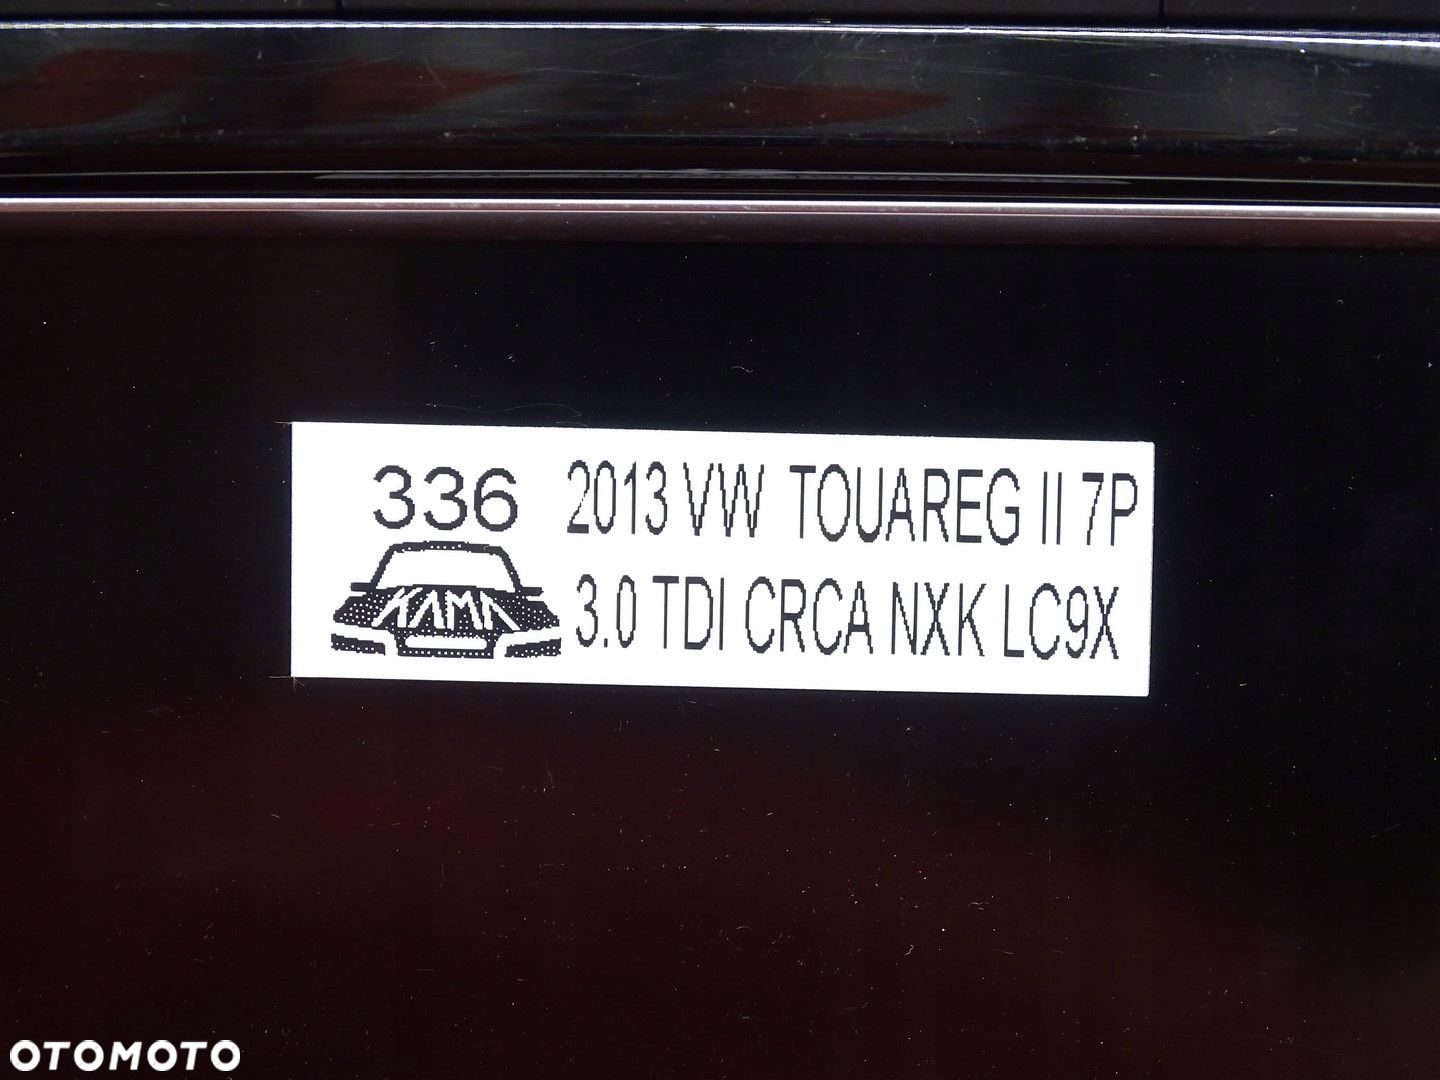 336 2013 VW TOUAREG II 7P
KAMA 3.0 TDI CRCA NXK LC9X
OTOMOTO